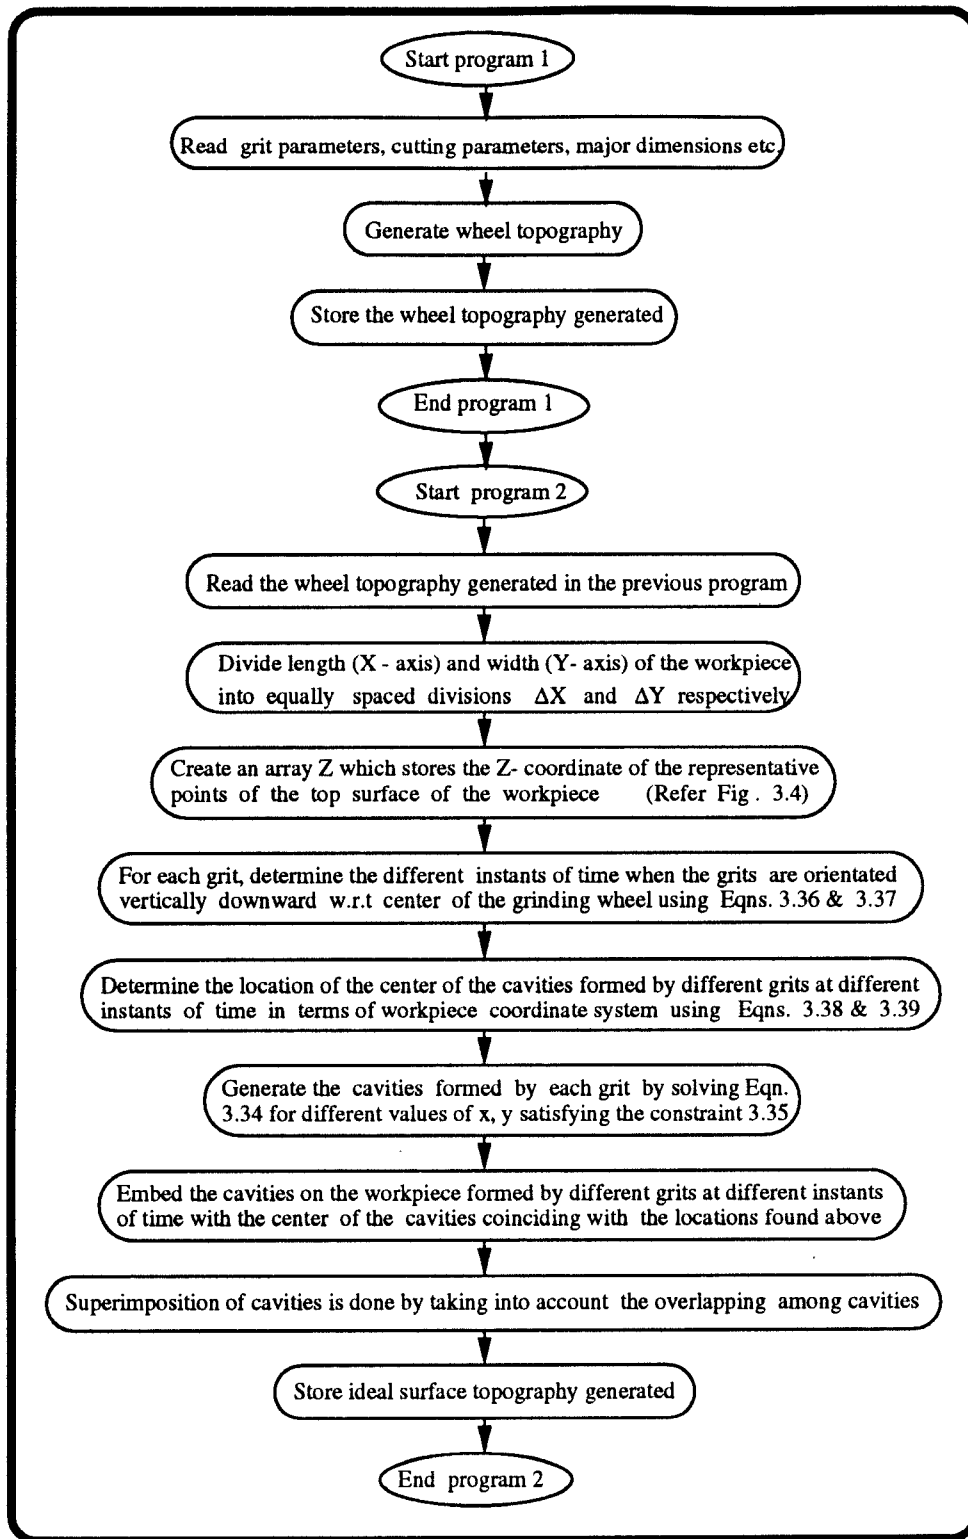 Start program 1
Read grit parameters, cutting parameters, major dimensions etc.
Generate wheel topography
Store the wheel topography generated
End program 1
Start program 2
Read the wheel topography generated in the previous program
Divide length (X - axis) and width (Y- axis) of the workpiece
into equally spaced divisions ΔX and ΔY respectively
Create an array Z which stores the Z- coordinate of the representative
points of the top surface of the workpiece (Refer Fig . 3.4)
For each grit, determine the different instants of time when the grits are orientated
vertically downward w.r.t center of the grinding wheel using Eqns. 3.36 & 3.37
Determine the location of the center of the cavities formed by different grits at different
instants of time in terms of workpiece coordinate system using Eqns. 3.38 & 3.39
Generate the cavities formed by each grit by solving Eqn.
3.34 for different values of x, y satisfying the constraint 3.35
Embed the cavities on the workpiece formed by different grits at different instants
of time with the center of the cavities coinciding with the locations found above
Superimposition of cavities is done by taking into account the overlapping among cavities
Store ideal surface topography generated
End program 2